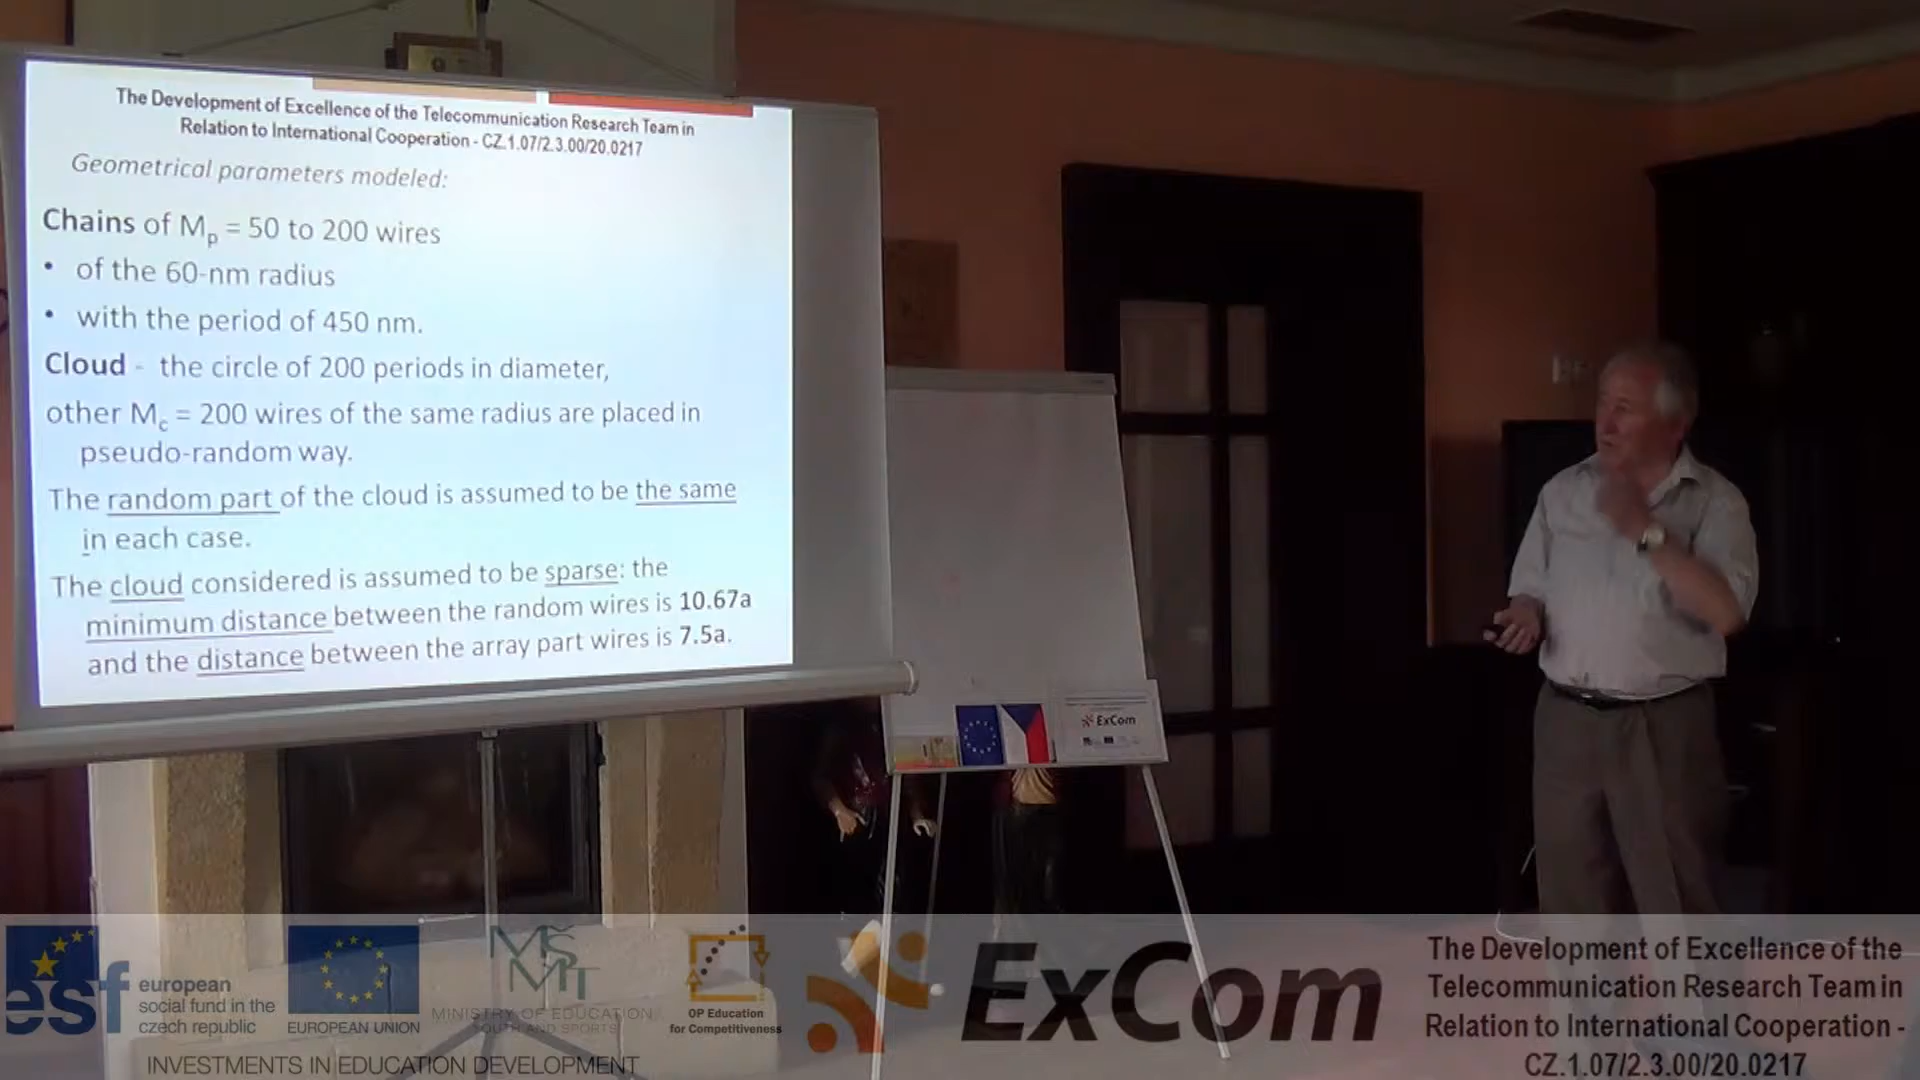 The Development of Excellence of the Telecommunication Research Team in
Relation to International Cooperation - CZ.1.07/2.3.00/20.0217
Geometrical parameters modeled:
Chains of Mp = 50 to 200 wires
• of the 60-nm radius
• with the period of 450 nm.
Cloud - the circle of 200 periods in diameter,
other Mc = 200 wires of the same radius are placed in
pseudo-random way.
The random part of the cloud is assumed to be the same
in each case.
The cloud considered is assumed to be sparse: the
minimum distance between the random wires is 10.67a
and the distance between the array part wires is 7.5a.
ExCom
esf
european
social fund in the
czech republic
EUROPEAN UNION
MŠMT
MINISTRY OF EDUCATION,
YOUTH AND SPORTS
OP Education
for Competitiveness
INVESTMENTS IN EDUCATION DEVELOPMENT
ExCom
The Development of Excellence of the
Telecommunication Research Team in
Relation to International Cooperation -
CZ.1.07/2.3.00/20.0217